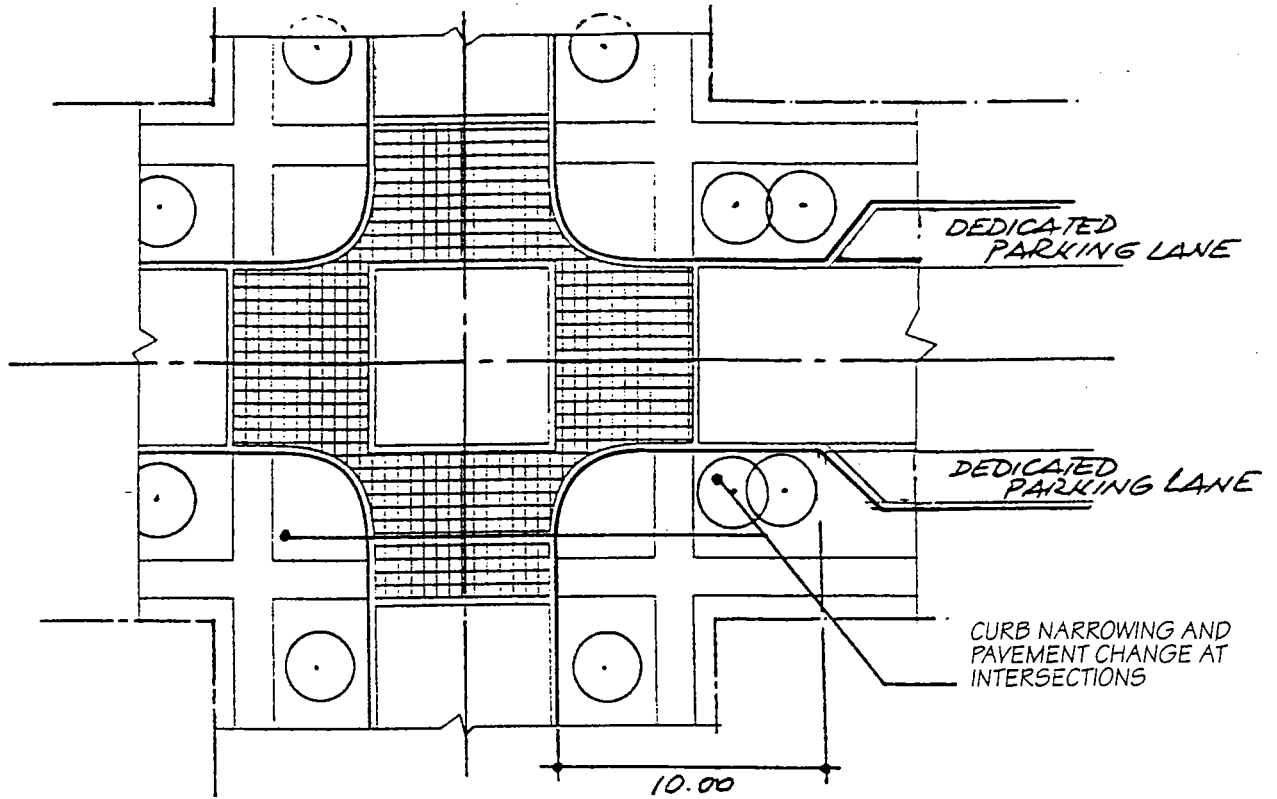 DEDICATED
PARKING LANE
DEDICATED
PARKING LANE
CURB NARROWING AND
PAVEMENT CHANGE AT
INTERSECTIONS
10.00